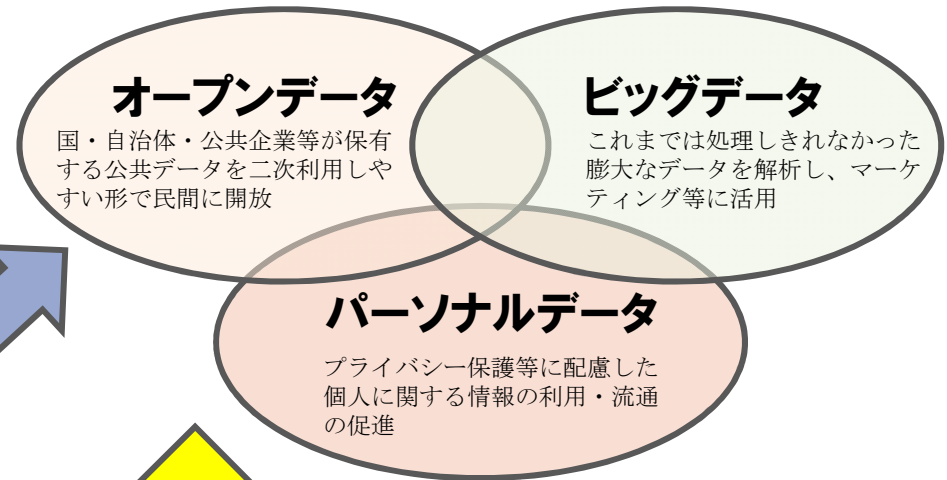 オープンデータ
国・自治体・公共企業等が保有
する公共データを二次利用しや
すい形で民間に開放
ビッグデータ
これまでは処理しきれなかった
膨大なデータを解析し、マーケ
ティング等に活用
パーソナルデータ
プライバシー保護等に配慮した
個人に関する情報の利用・流通
の促進